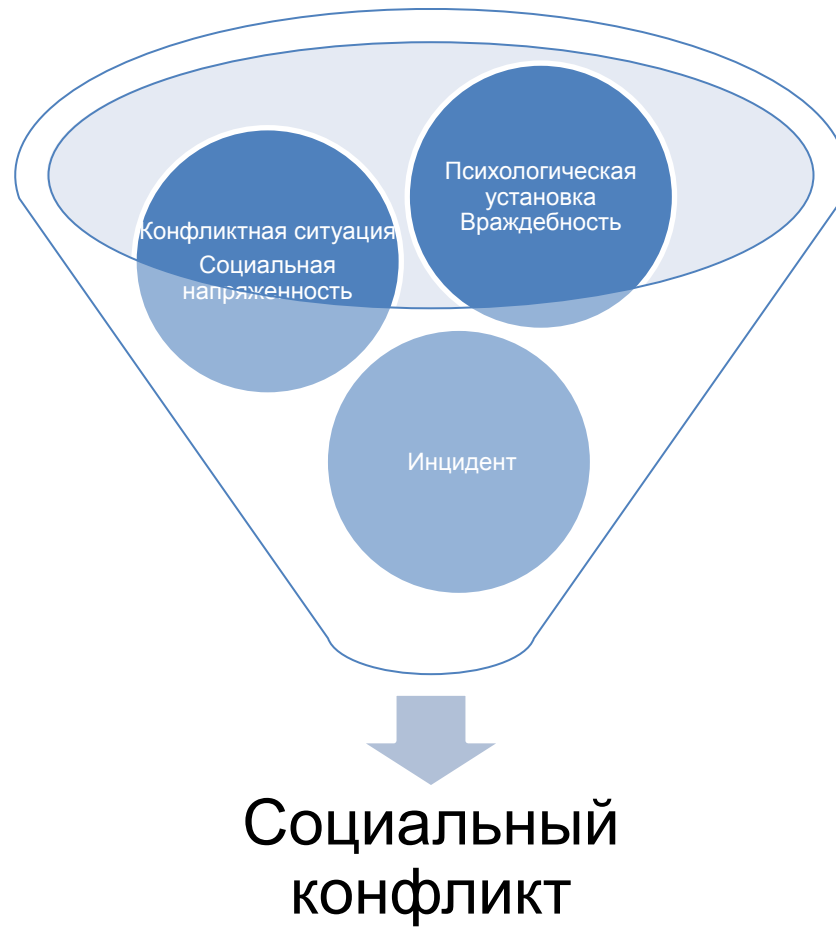 Психологическая
установка
Враждебность
Конфликтная ситуация
Социальная
напряженность
Инцидент
Социальный
конфликт